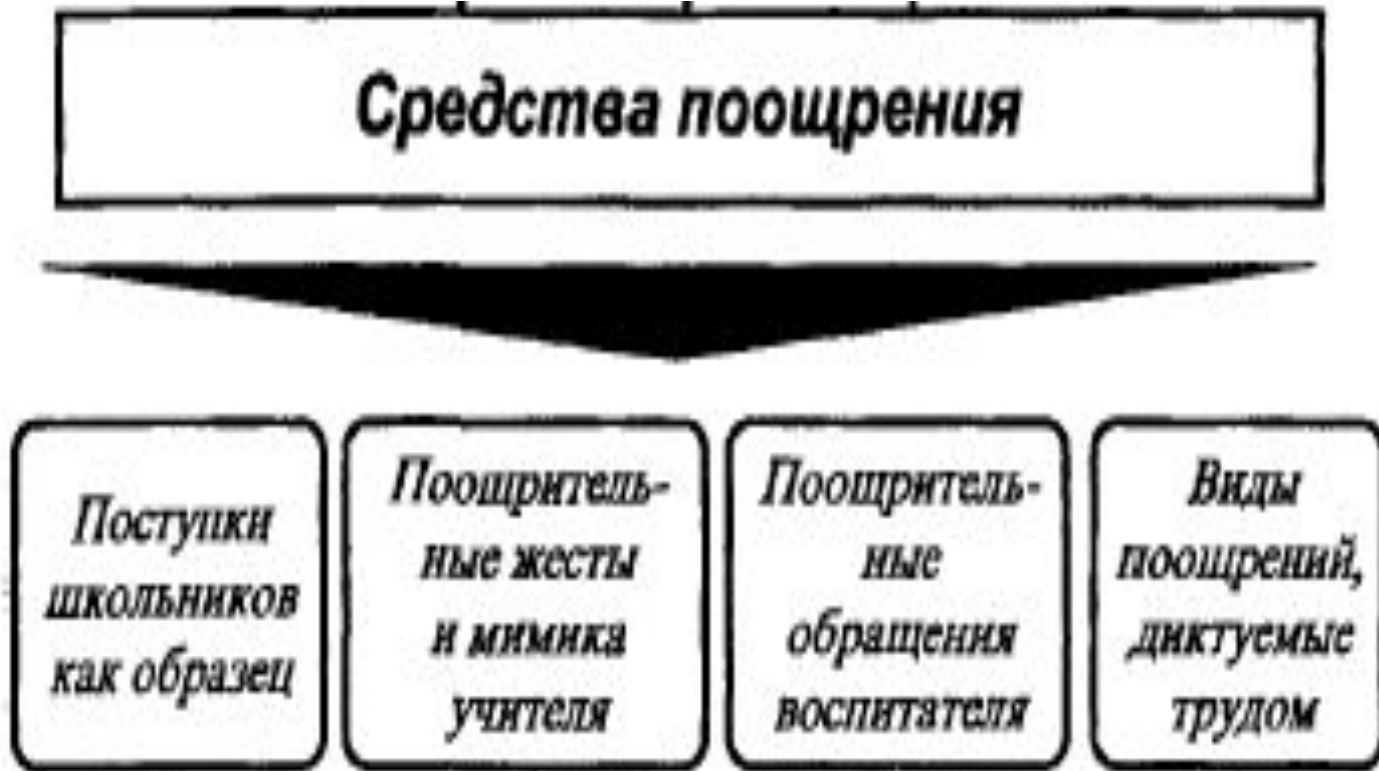 Средства поощрения
Поступки
школьников
как образец
Поощритель-
ные жесты
и мимика
учителя
Поощритель-
ные
обращения
воспитателя
Виды
поощрений,
диктуемые
трудом